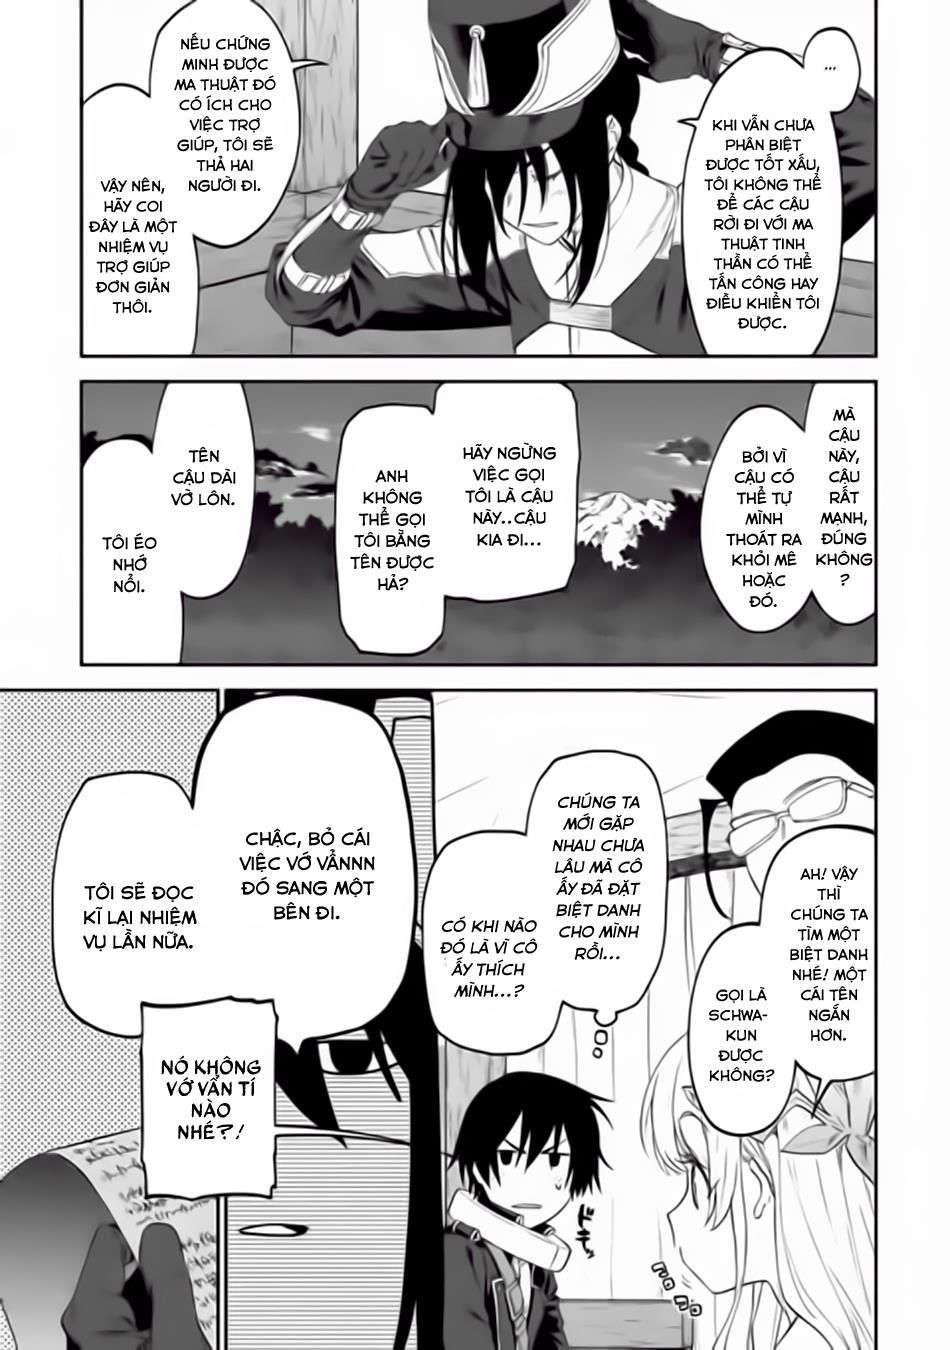 ...
KHI VẪN CHƯA
PHÂN BIỆT
ĐƯỢC TỐT XẤU,
TÔI KHÔNG THỂ
ĐỂ CÁC CẬU
RỜI ĐI VỚI MA
THUẬT TINH
THẦN CÓ THỂ
TẤN CÔNG HAY
ĐIỀU KHIỂN TÔI
ĐƯỢC.
NẾU CHỨNG
MINH ĐƯỢC
MA THUẬT ĐÓ
CÓ ÍCH CHO
VIỆC TRỢ
GIÚP, TÔI SẼ
THẢ HAI
NGƯỜI ĐI.
VẬY NÊN,
HÃY COI
ĐÂY LÀ MỘT
NHIỆM VỤ
TRỢ GIÚP
ĐƠN GIẢN
THÔI.
MÀ
CẬU
NÀY,
CẬU RẤT
MẠNH,
ĐÚNG
KHÔNG
?
BỞI VÌ
CẬU CÓ
THỂ TỰ
MÌNH
THOÁT RA
KHỎI MÊ
HOẶC
ĐÓ.
HÃY NGỪNG
VIỆC GỌI
TÔI LÀ CẬU
NÀY..CẬU
KIA ĐI...
ANH
KHÔNG
THỂ GỌI
TÔI BẰNG
TÊN ĐƯỢC
HẢ?
TÊN
CẬU DÀI
VỜ LÔN.
TÔI ÉO
NHỚ
NỔI.
AH! VẬY
THÌ
CHÚNG TA
TÌM MỘT
BIỆT DANH
NHÉ! MỘT
CÁI TÊN
NGẮN
HƠN.
GỌI LÀ
SCHWA-
KUN
ĐƯỢC
KHÔNG?
CHÚNG TA
MỚI GẶP
NHAU CHƯA
LÂU MÀ CÔ
ẤY ĐÃ ĐẶT
BIỆT DANH
CHO MÌNH
RỒI...
CÓ KHI NÀO
ĐÓ LÀ VÌ CÔ
ẤY THÍCH
MÌNH...?
ドキ
ドキ
ドキドキ
CHẬC, BỎ CÁI
VIỆC VỚ VẨNNN
ĐÓ SANG MỘT
BÊN ĐI.
TÔI SẼ ĐỌC
KĨ LẠI NHIỆM
VỤ LẦN NỮA.
NÓ KHÔNG
VỚ VẨN TÍ
NÀO
NHÉ?!